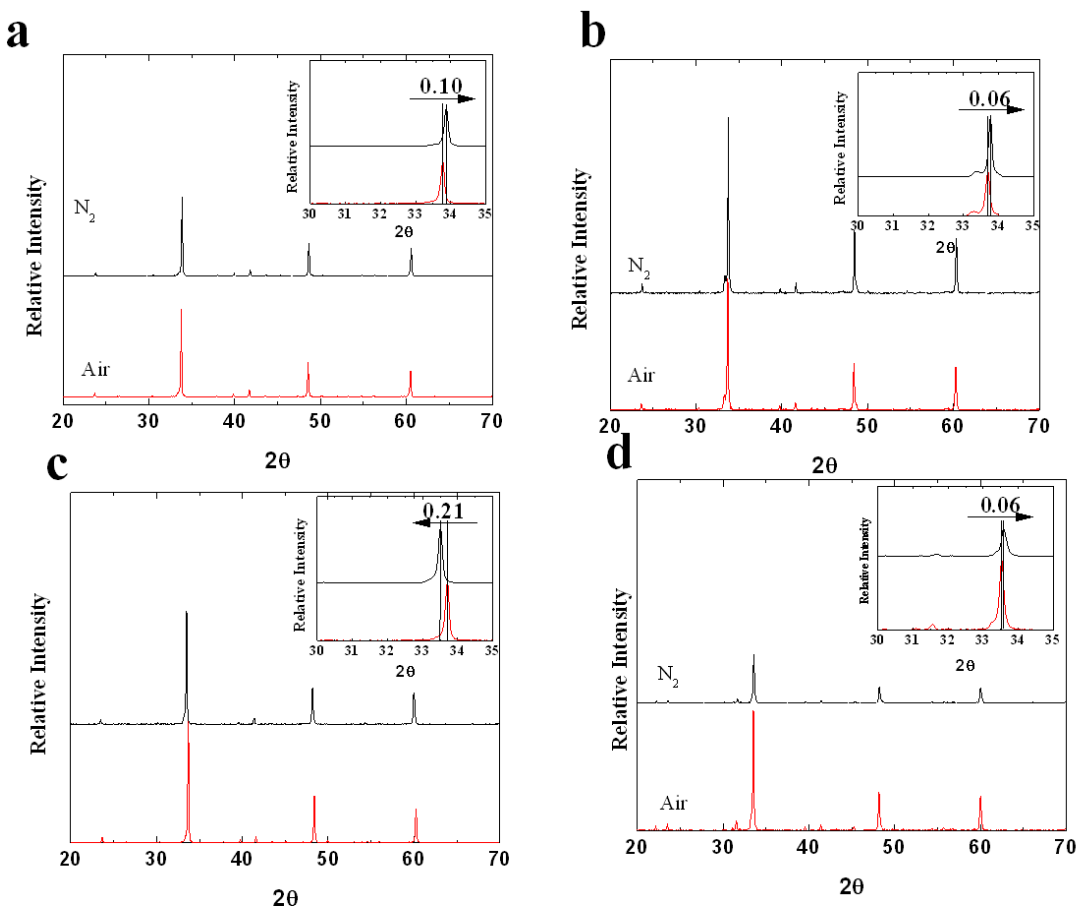 a
Relative Intensity
N2
Air
20 30 40 50 60 70
2θ
Relative Intensity
0.10
30 31 32 33 34 35
2θ
b
Relative Intensity
N2
Air
20 30 40 50 60 70
2θ
Relative Intensity
0.06
30 31 32 33 34 35
2θ
c
Relative Intensity
20 30 40 50 60 70
2θ
Relative Intensity
0.21
30 31 32 33 34 35
2θ
d
Relative Intensity
N2
Air
20 30 40 50 60 70
2θ
Relative Intensity
0.06
30 31 32 33 34 35
2θ